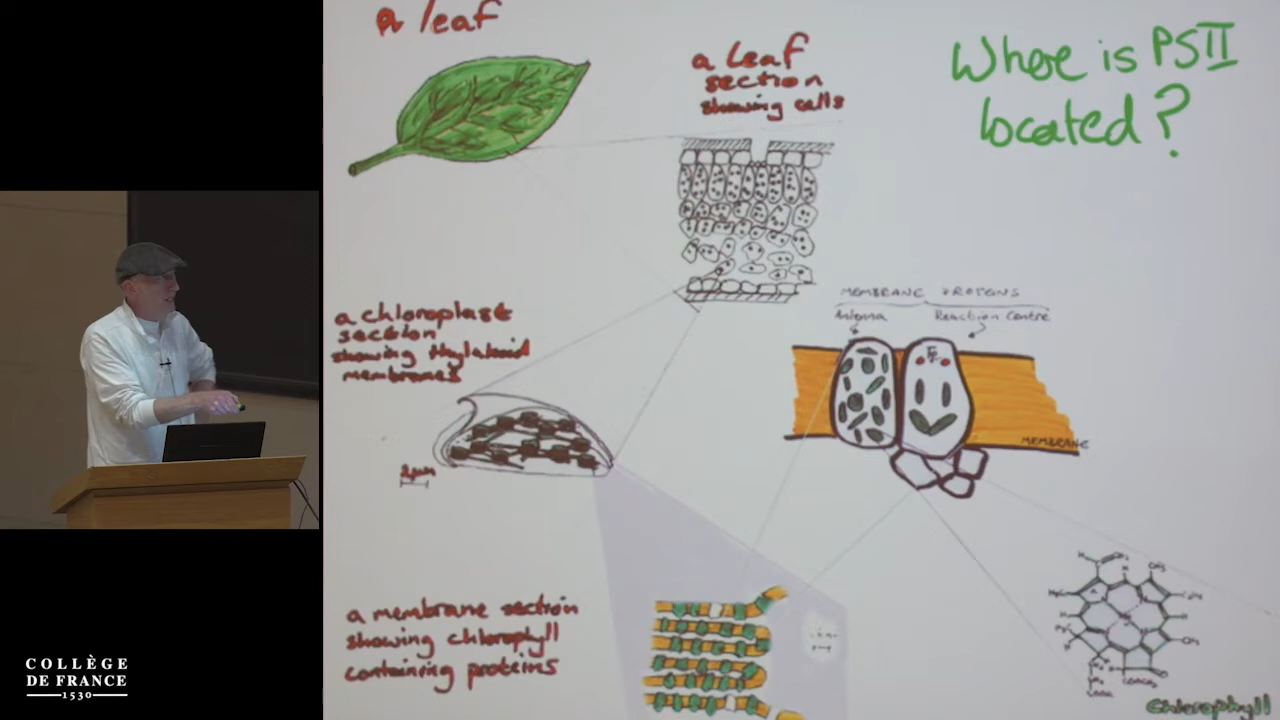 a leaf
a leaf
section
showing cells
Where is PSII
located?
a chloroplast
section
showing thylakoid
membranes
2µm
MEMBRANE PROTEINS
Antenna
Reaction Centre
MEMBRANE
a membrane section
showing chlorophyll
containing proteins
Chlorophyll
COLLÈGE
DE FRANCE
1530